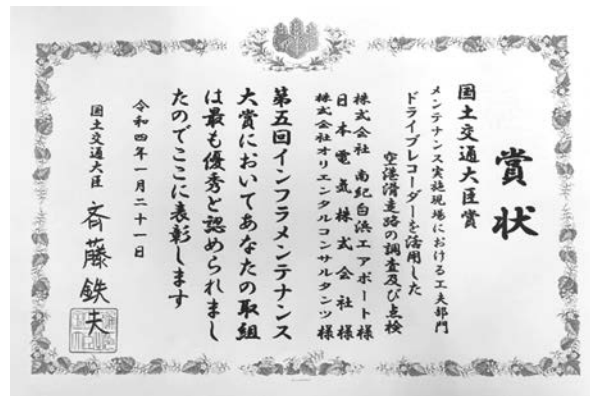 賞状
国土交通大臣賞
メンテナンス実施現場における工夫部門
ドライブレコーダーを活用した
空港滑走路の調査及び点検
株式会社 南紀白浜エアポート様
日本電気株式会社様
株式会社オリエンタルコンサルタンツ様
第五回インフラメンテナンス
大賞においてあなたの取組
は最も優秀と認められまし
たのでここに表彰します
令和四年一月二十一日
国土交通大臣 斉藤鉄夫